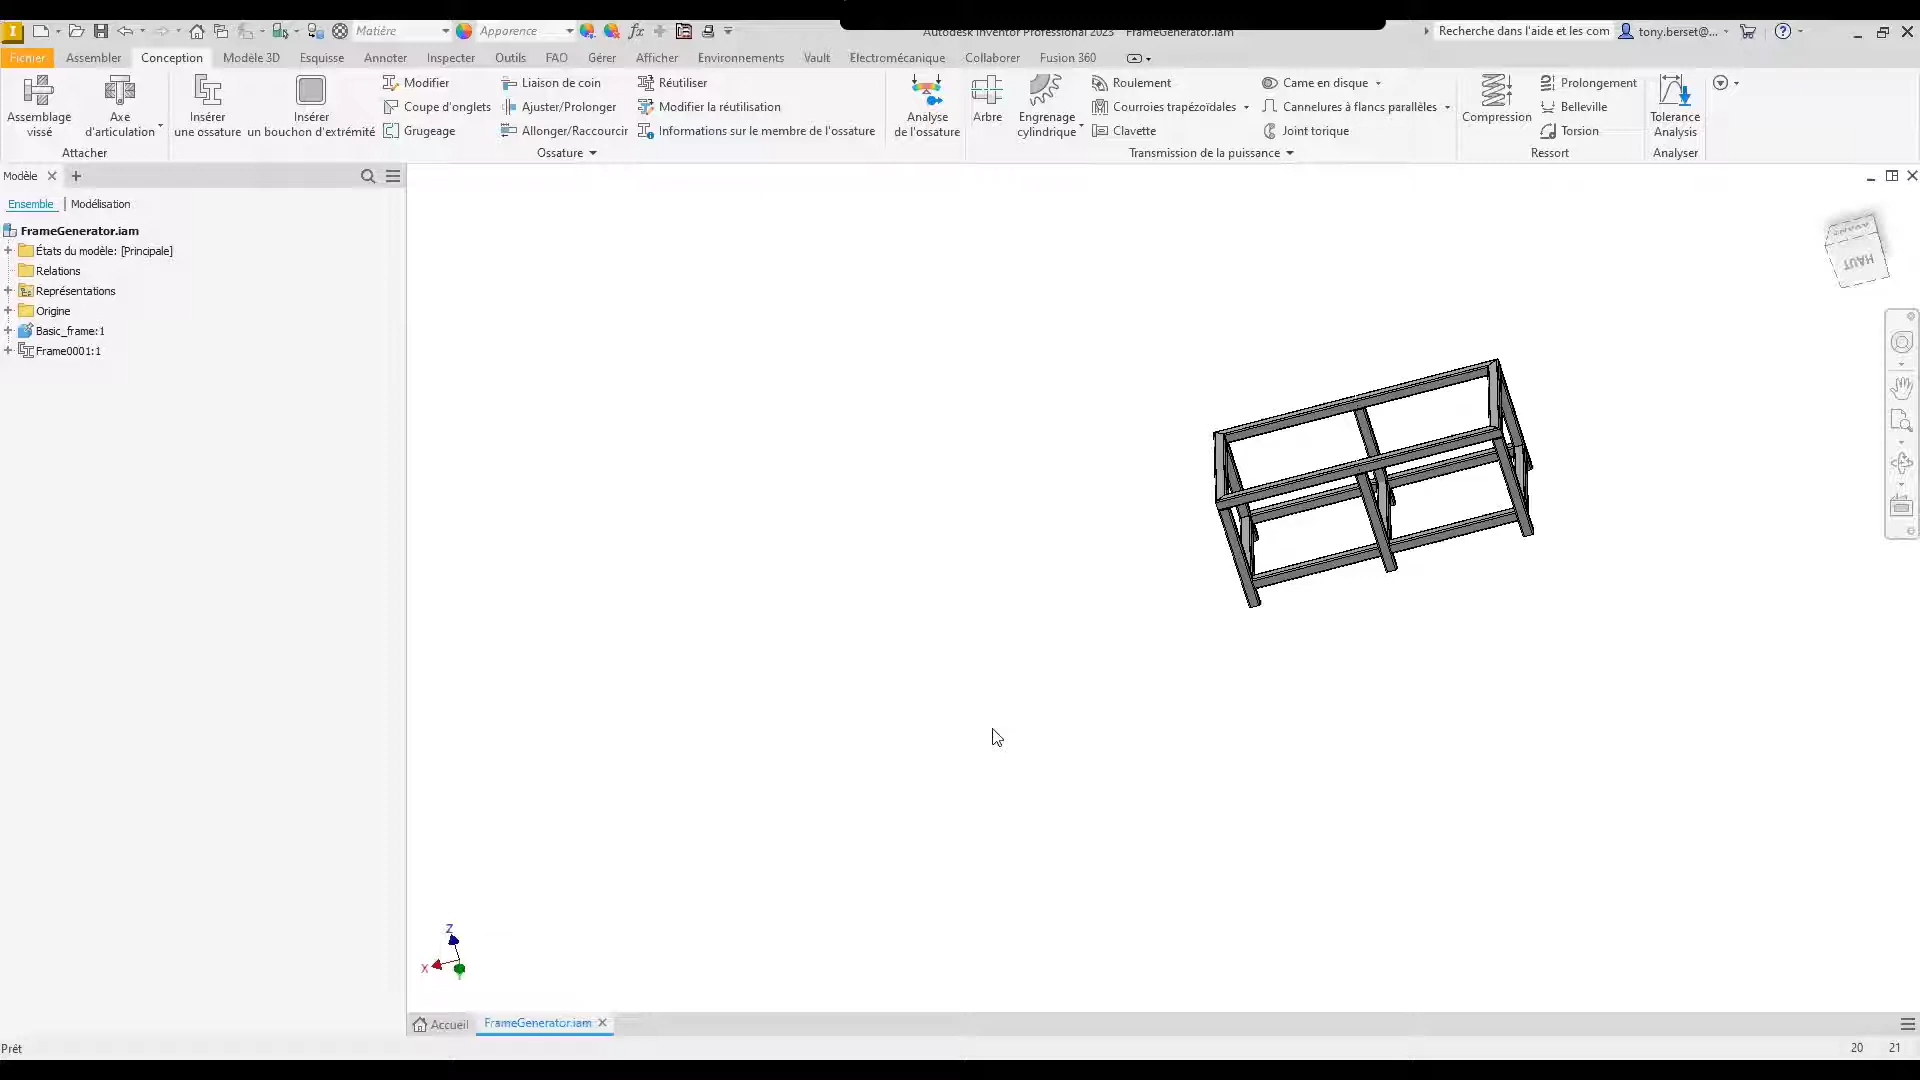 Matière
Apparence
Autodesk Inventor Professional 2023 FrameGenerator.iam
Recherche dans l'aide et les com
tony.berset@...
Fichier Assembler Conception Modèle 3D Esquisse Annoter Inspecter Outils FAO Gérer Afficher Environnements Vault Electromécanique Collaborer Fusion 360
Assemblage vissé
Axe d'articulation
Attacher
Insérer une ossature
Insérer un bouchon d'extrémité
Modifier
Coupe d'onglets
Grugeage
Liaison de coin
Ajuster/Prolonger
Allonger/Raccourcir
Réutiliser
Modifier la réutilisation
Informations sur le membre de l'ossature
Ossature
Analyse de l'ossature
Arbre
Engrenage cylindrique
Roulement
Courroies trapézoïdales
Clavette
Came en disque
Cannelures à flancs parallèles
Joint torique
Transmission de la puissance
Compression
Prolongement
Belleville
Torsion
Ressort
Tolerance Analysis
Analyser
Modèle
Ensemble Modélisation
FrameGenerator.iam
États du modèle: [Principale]
Relations
Représentations
Origine
Basic_frame:1
Frame0001:1
HAUT
Z
X
Accueil
FrameGenerator.iam
Prêt
20 21